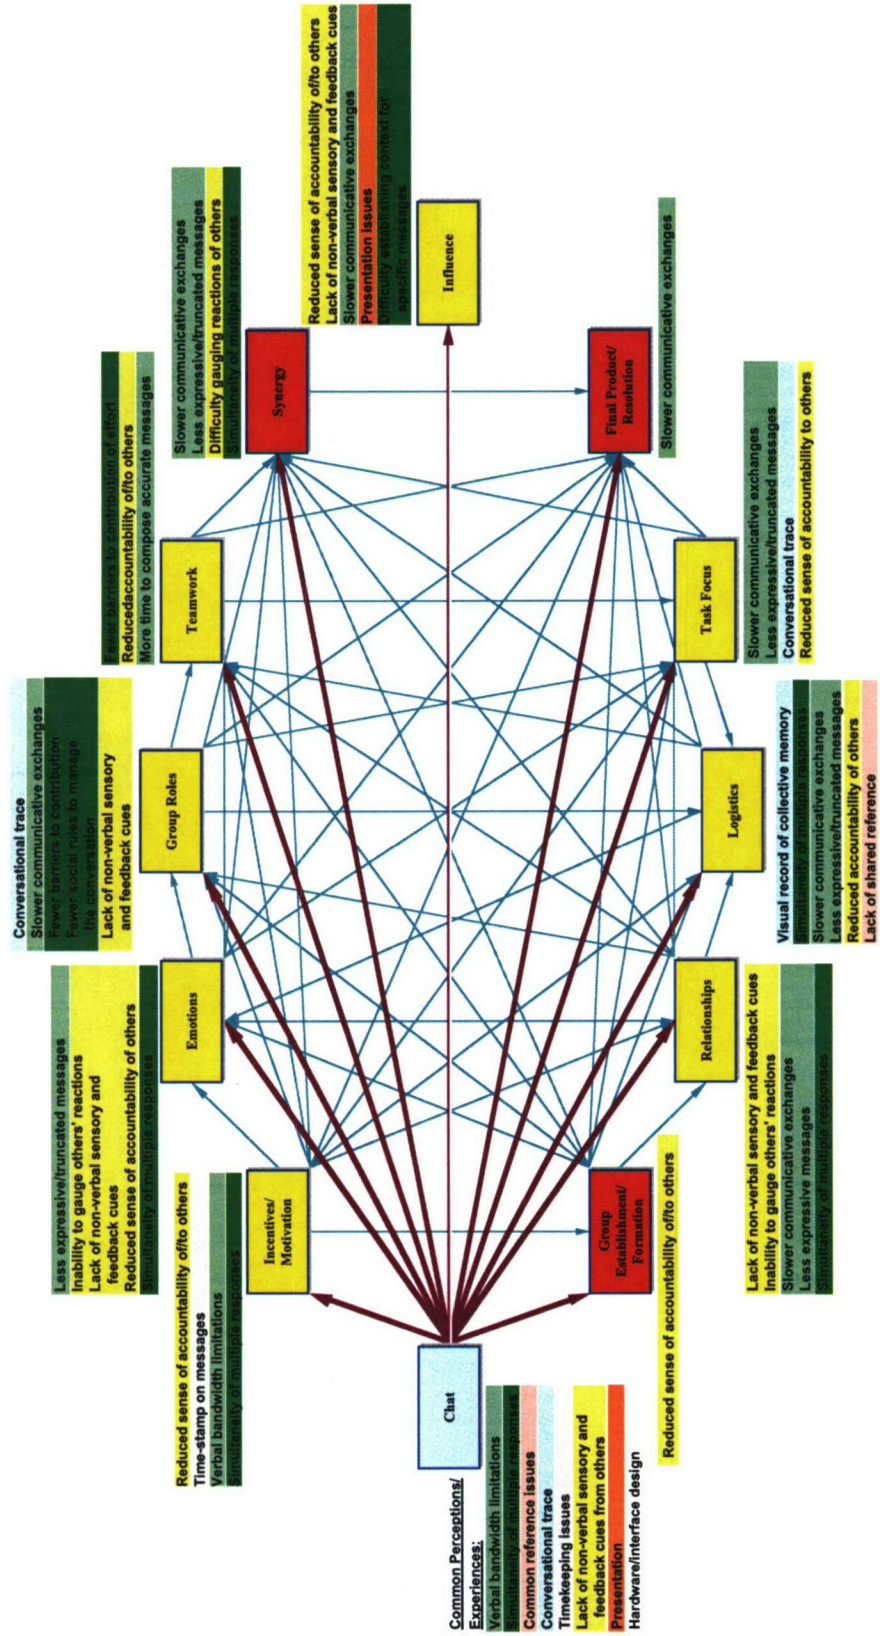 Common Perceptions/
Experiences:
Verbal bandwidth limitations
Simultaneity of multiple responses
Common reference issues
Conversational trace
Timekeeping issues
Lack of non-verbal sensory and
feedback cues from others
Presentation
Hardware/interface design
Chat
Reduced sense of accountability of/to others
Time-stamp on messages
Verbal bandwidth limitations
Simultaneity of multiple responses
Incentives/
Motivation
Group
Establishment/
Formation
Reduced sense of accountability of/to others
Less expressive/truncated messages
Inability to gauge others' reactions
Lack of non-verbal sensory and
feedback cues
Reduced sense of accountability of others
Simultaneity of multiple responses
Emotions
Relationships
Lack of non-verbal sensory and feedback cues
Inability to gauge others' reactions
Slower communicative exchanges
Less expressive messages
Simultaneity of multiple responses
Conversational trace
Slower communicative exchanges
Fewer barriers to contribution
Fewer social rules to manage
the conversation
Lack of non-verbal sensory
and feedback cues
Group Roles
Logistics
Visual record of collective memory
Simultaneity of multiple responses
Slower communicative exchanges
Less expressive/truncated messages
Reduced accountability of others
Lack of shared reference
Fewer barriers to contribution of effort
Reducedaccountability of/to others
More time to compose accurate messages
Teamwork
Task Focus
Slower communicative exchanges
Less expressive/truncated messages
Conversational trace
Reduced sense of accountability to others
Slower communicative exchanges
Less expressive/truncated messages
Difficulty gauging reactions of others
Simultaneity of multiple responses
Synergy
Final Product/
Resolution
Slower communicative exchanges
Reduced sense of accountability of/to others
Lack of non-verbal sensory and feedback cues
Slower communicative exchanges
Presentation issues
Difficulty establishing context for
specific messages
Influence